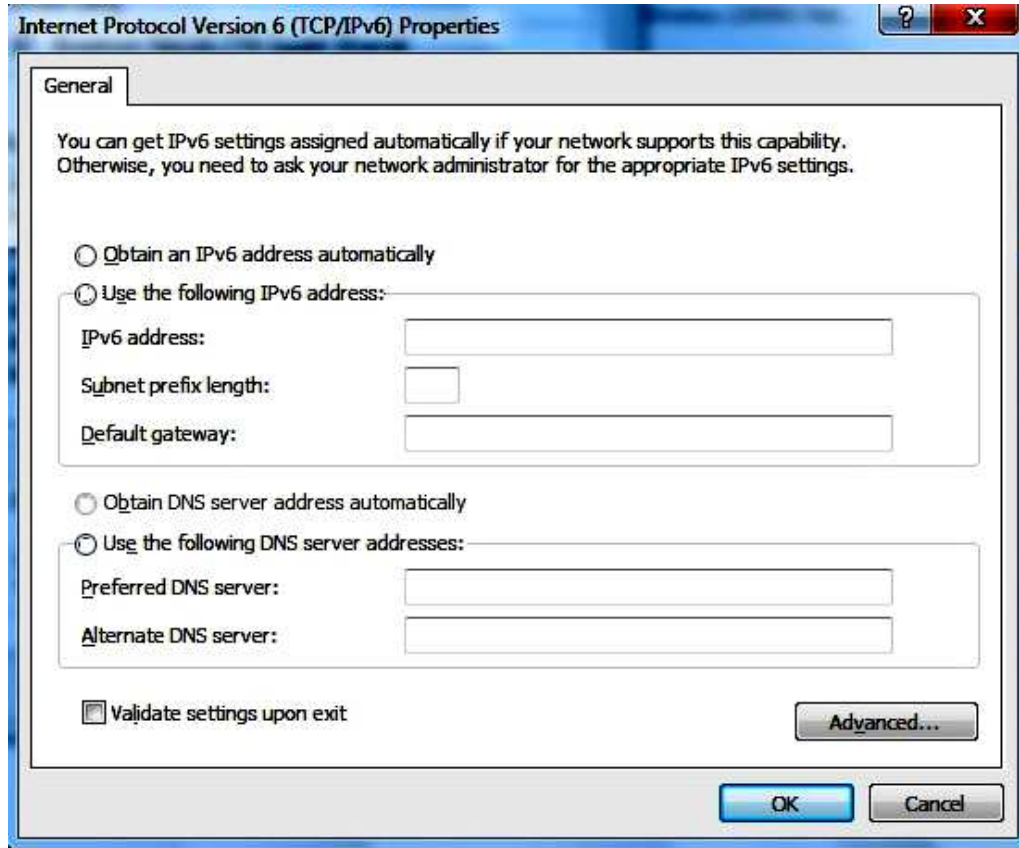 Internet Protocol Version 6 (TCP/IPv6) Properties
?
X
General
You can get IPv6 settings assigned automatically if your network supports this capability.
Otherwise, you need to ask your network administrator for the appropriate IPv6 settings.
Obtain an IPv6 address automatically
Use the following IPv6 address:
IPv6 address:
Subnet prefix length:
Default gateway:
Obtain DNS server address automatically
Use the following DNS server addresses:
Preferred DNS server:
Alternate DNS server:
Validate settings upon exit
Advanced...
OK
Cancel